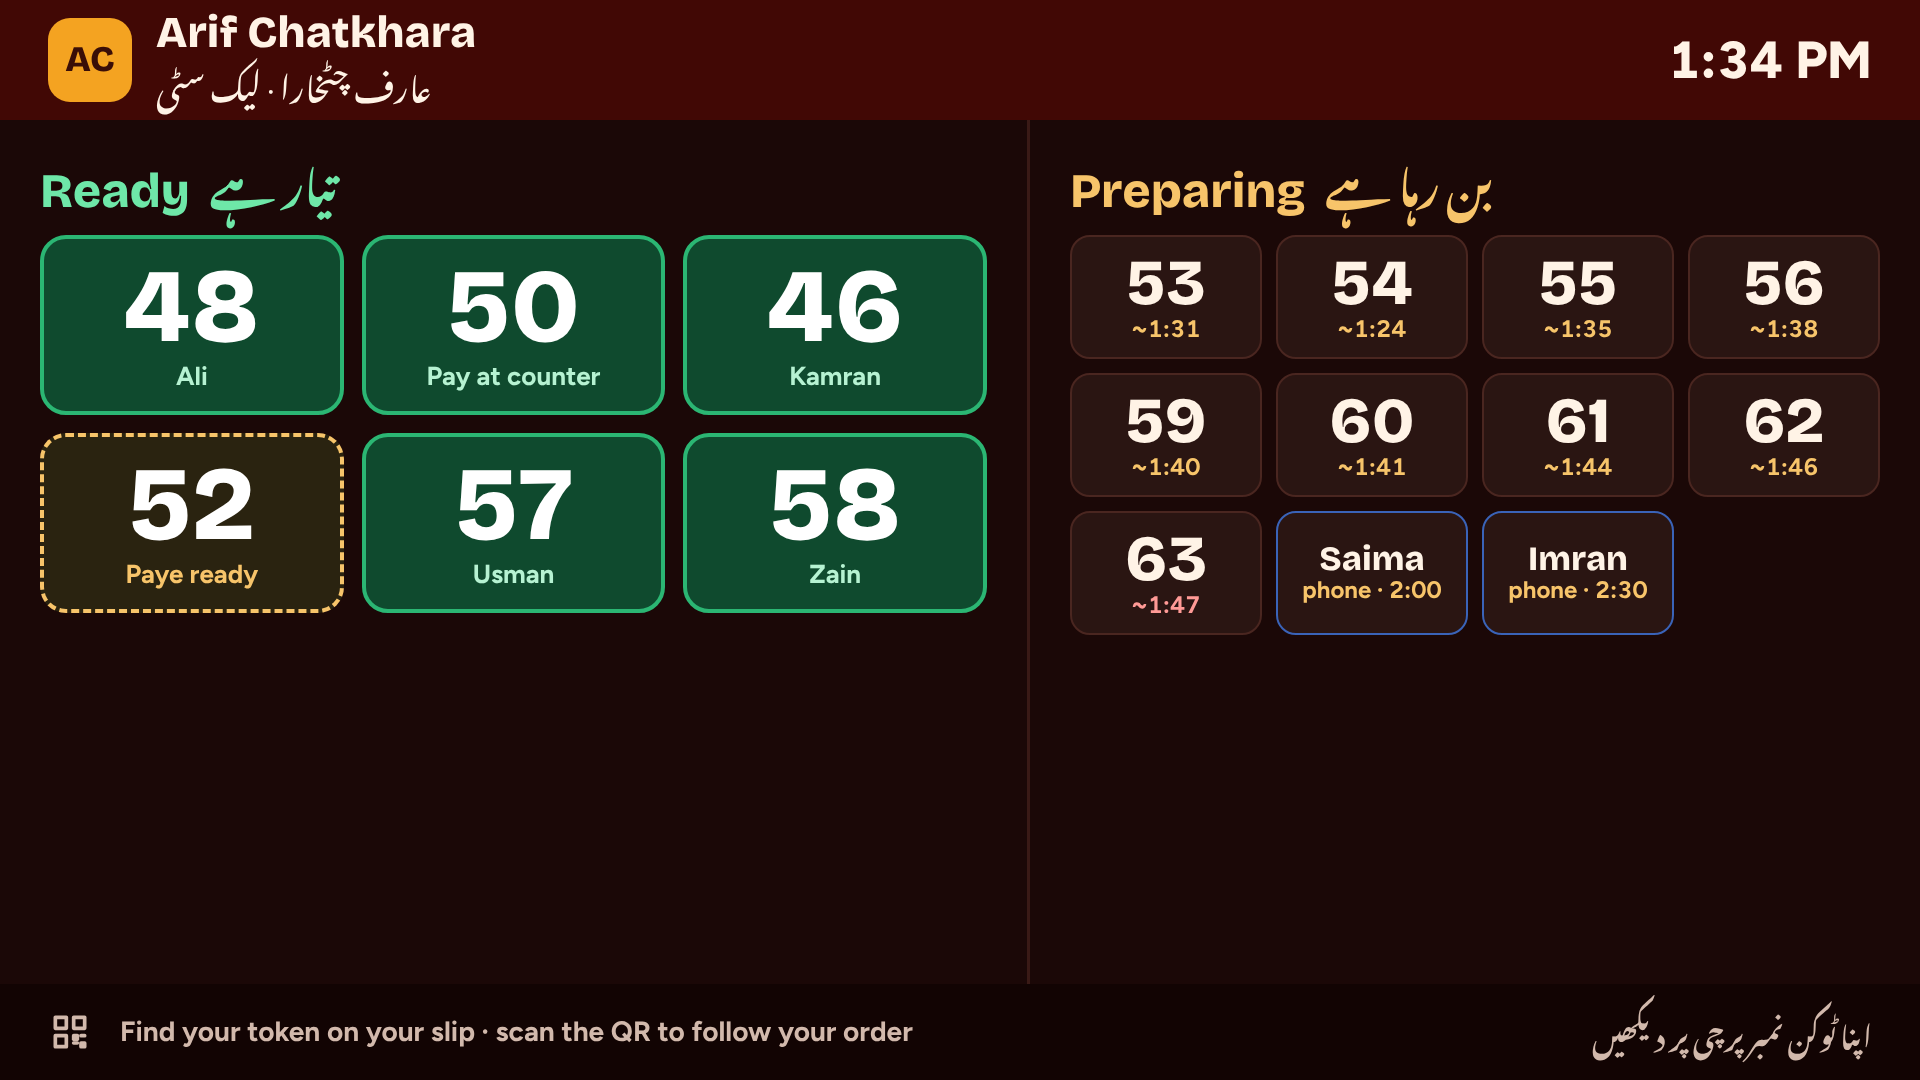 AC
Arif Chatkhara
عارف چٹخارا · لیک سٹی
1:34 PM
Ready تیار ہے
48
Ali
50
Pay at counter
46
Kamran
52
Paye ready
57
Usman
58
Zain
Preparing بن رہا ہے
53
~1:31
54
~1:24
55
~1:35
56
~1:38
59
~1:40
60
~1:41
61
~1:44
62
~1:46
63
~1:47
Saima
phone · 2:00
Imran
phone · 2:30
Find your token on your slip · scan the QR to follow your order
اپنا ٹوکن نمبر پرچی پر دیکھیں